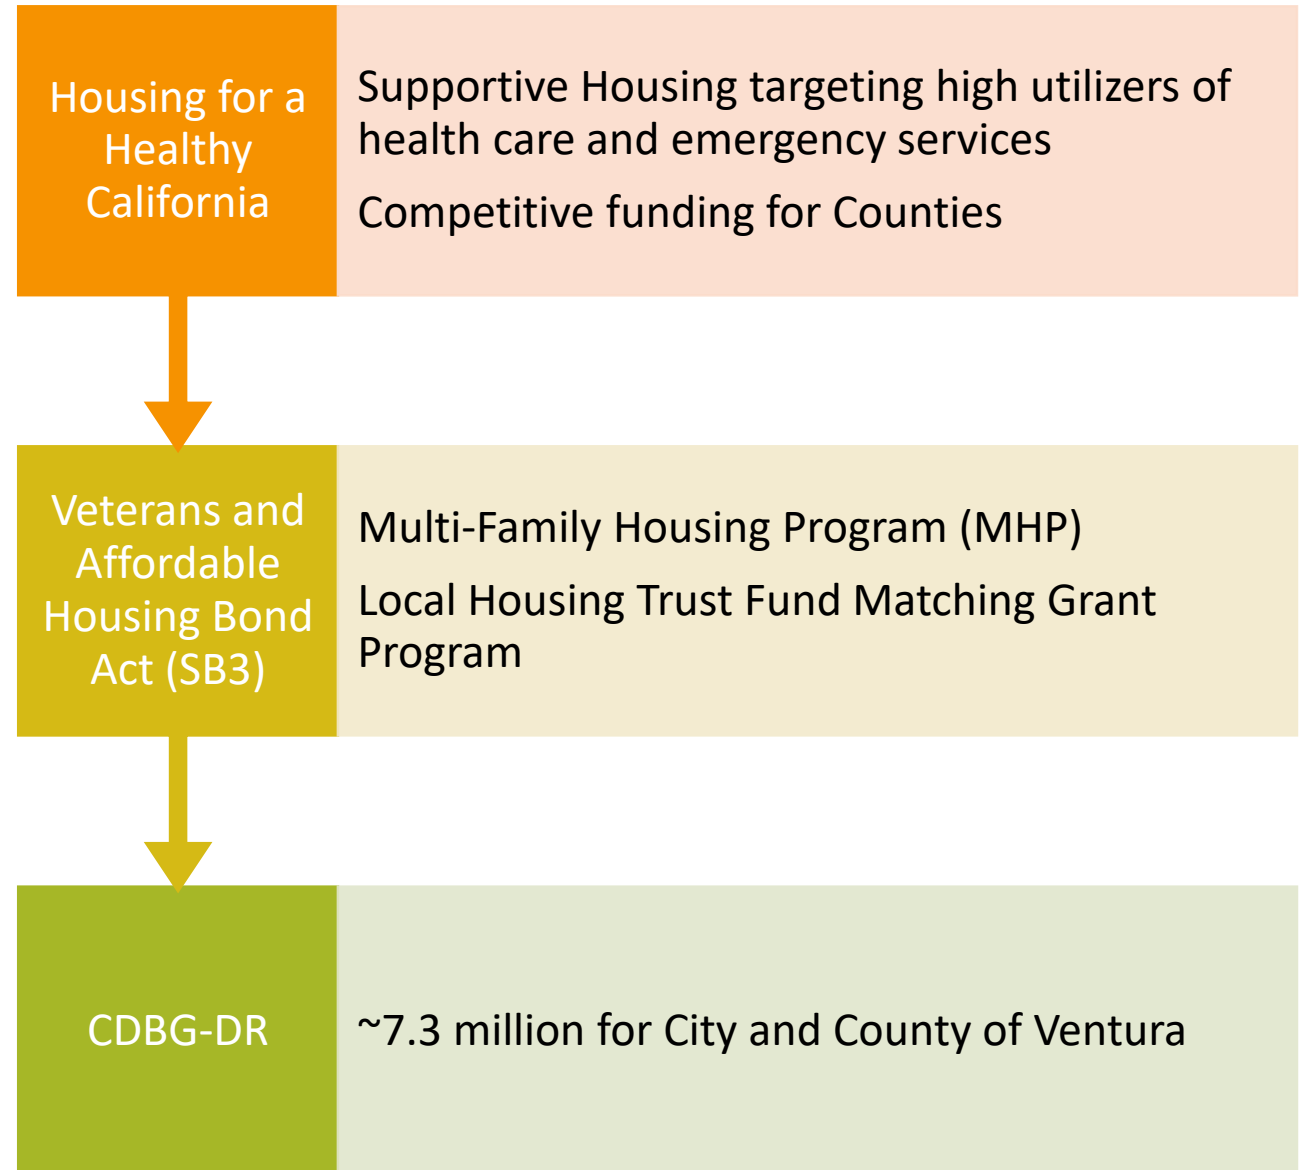 Housing for a
Healthy
California
Supportive Housing targeting high utilizers of
health care and emergency services
Competitive funding for Counties
Veterans and
Affordable
Housing Bond
Act (SB3)
Multi-Family Housing Program (MHP)
Local Housing Trust Fund Matching Grant
Program
CDBG-DR
~7.3 million for City and County of Ventura